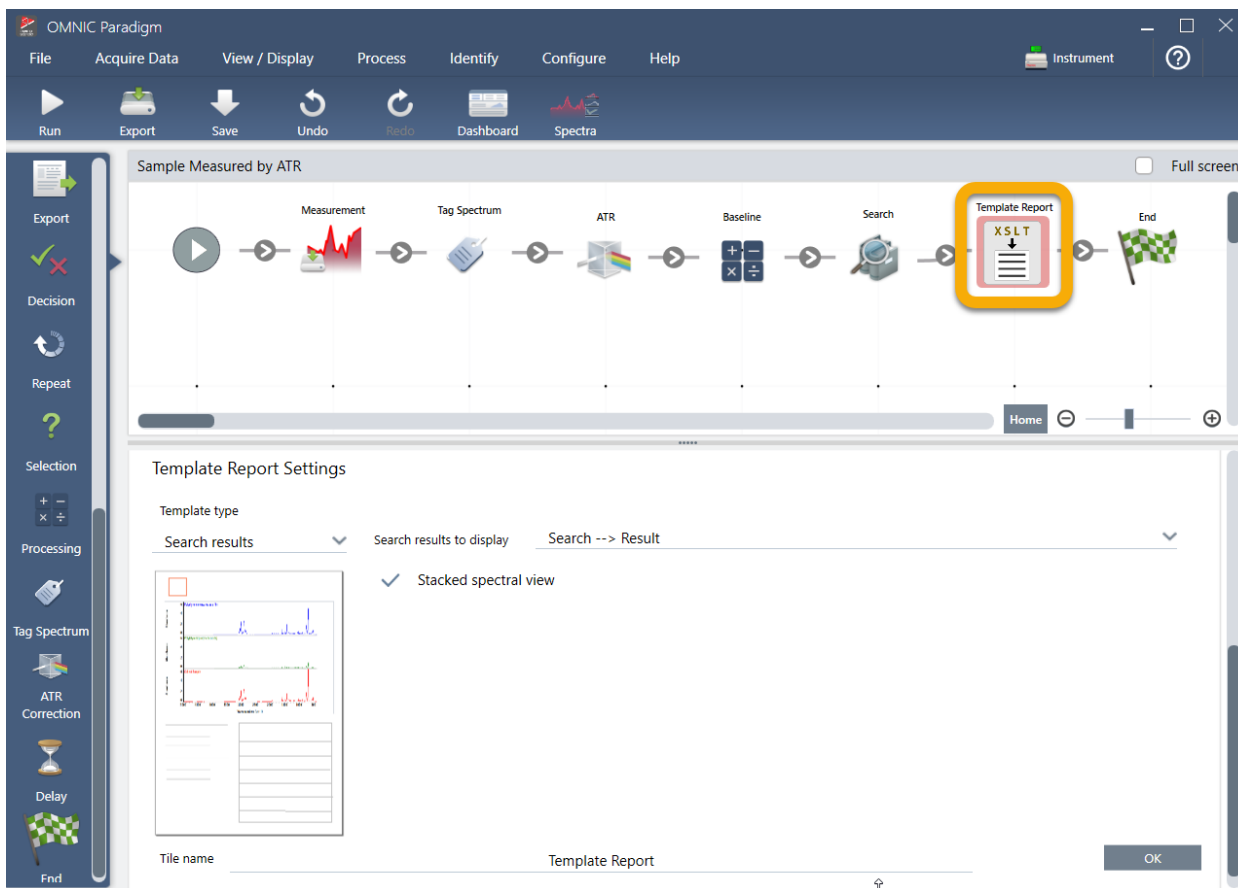 OMNIC Paradigm
File Acquire Data View / Display Process Identify Configure Help Instrument
Run Export Save Undo Redo Dashboard Spectra
Sample Measured by ATR Full screen
Export
Decision
Repeat
Selection
Processing
Tag Spectrum
ATR
Correction
Delay
End
Measurement Tag Spectrum ATR Baseline Search Template Report End
XSLT
Home
Template Report Settings
Template type
Search results
Search results to display Search --> Result
Stacked spectral view
Tile name Template Report OK